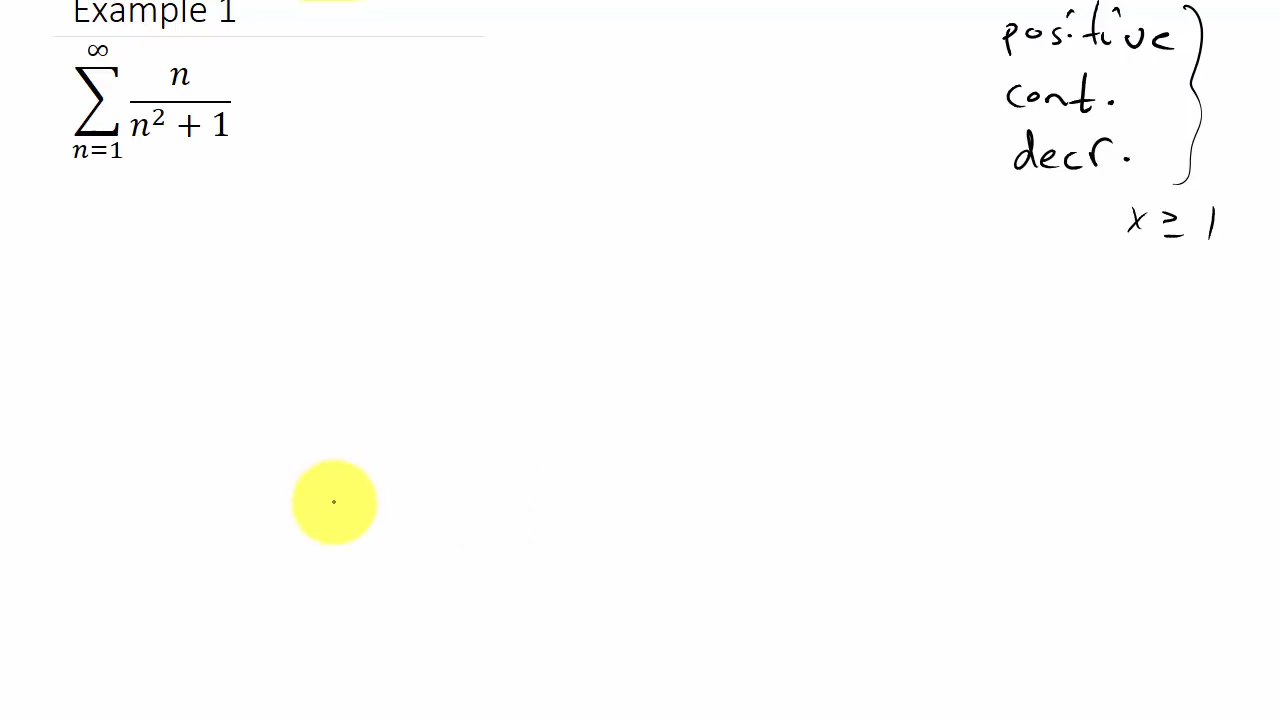 Example 1
∞
∑ n / (n² + 1)
n=1
positive
cont.
decr.
x ≥ 1